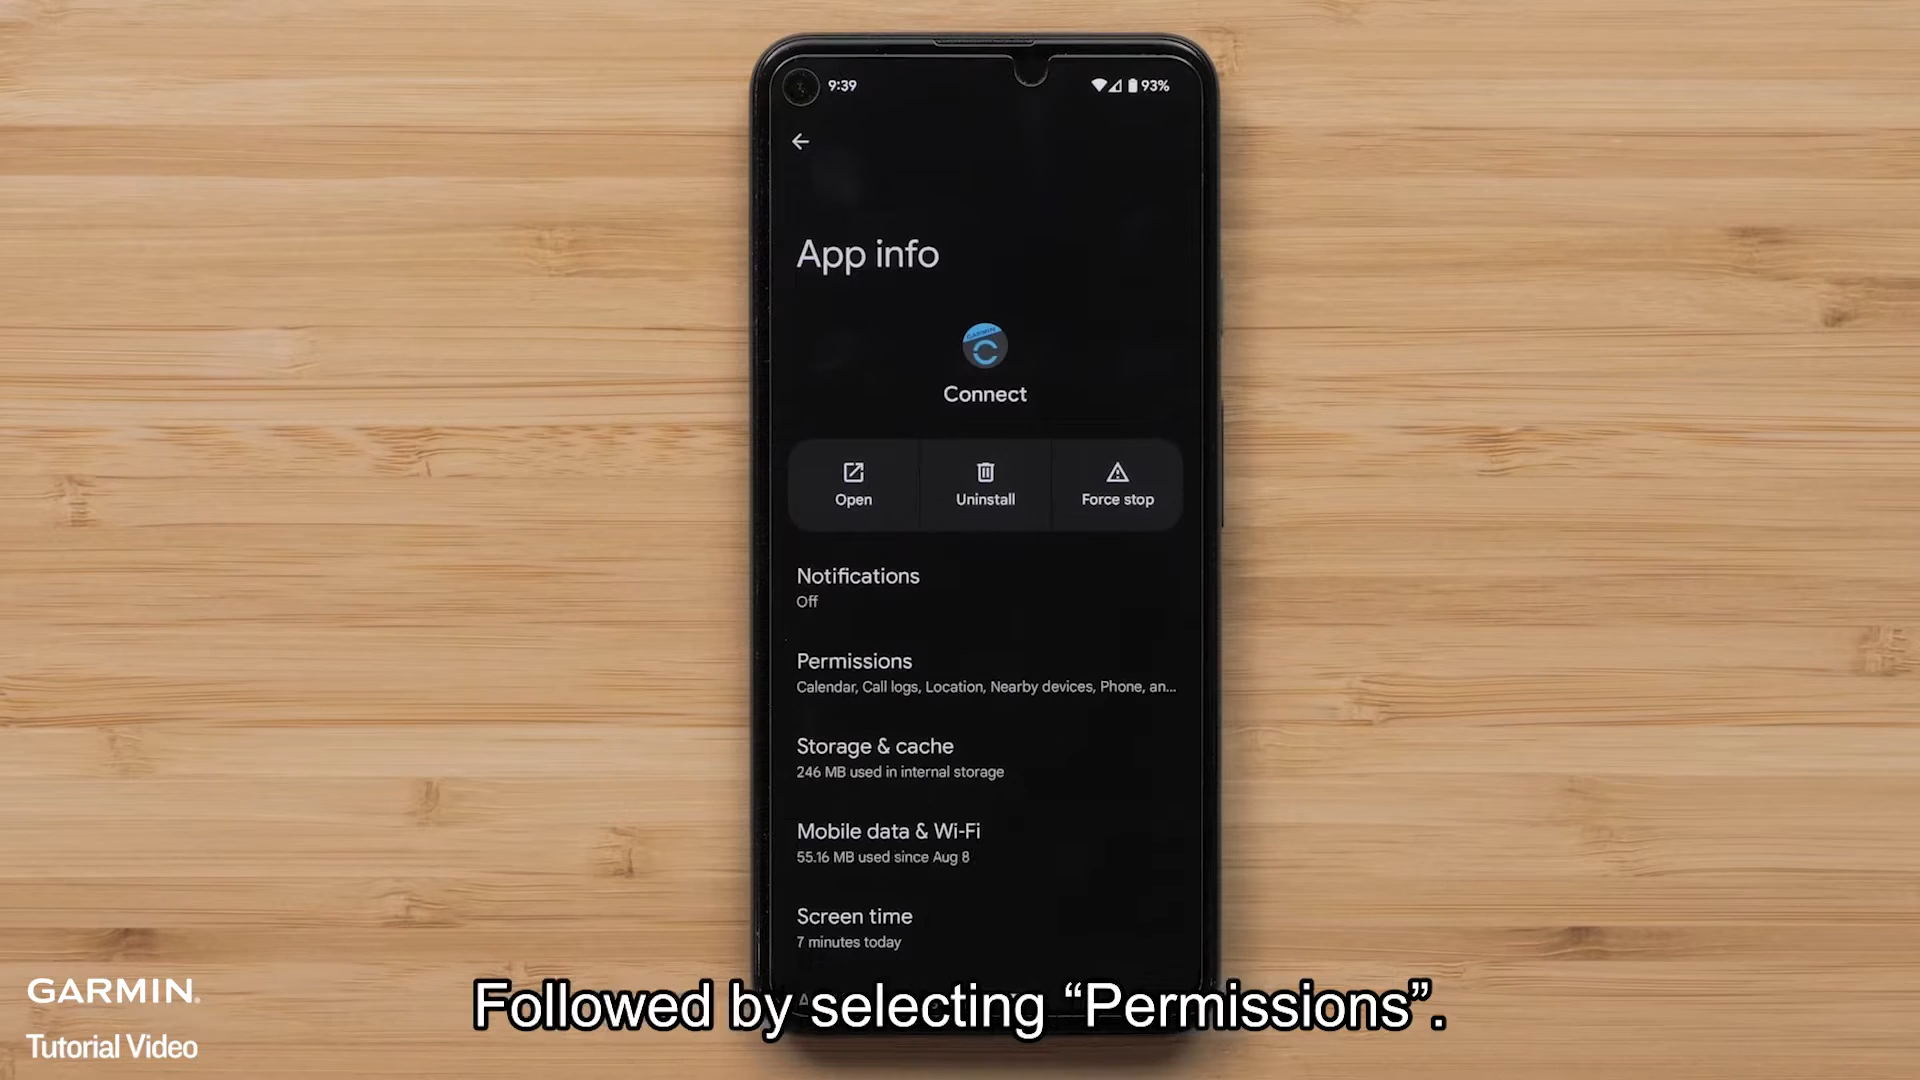 9:39
93%
App info
GARMIN
Connect
Open
Uninstall
Force stop
Notifications
Off
Permissions
Calendar, Call logs, Location, Nearby devices, Phone, an...
Storage & cache
246 MB used in internal storage
Mobile data & Wi-Fi
55.16 MB used since Aug 8
Screen time
7 minutes today
Followed by selecting “Permissions”.
GARMIN.
Tutorial Video